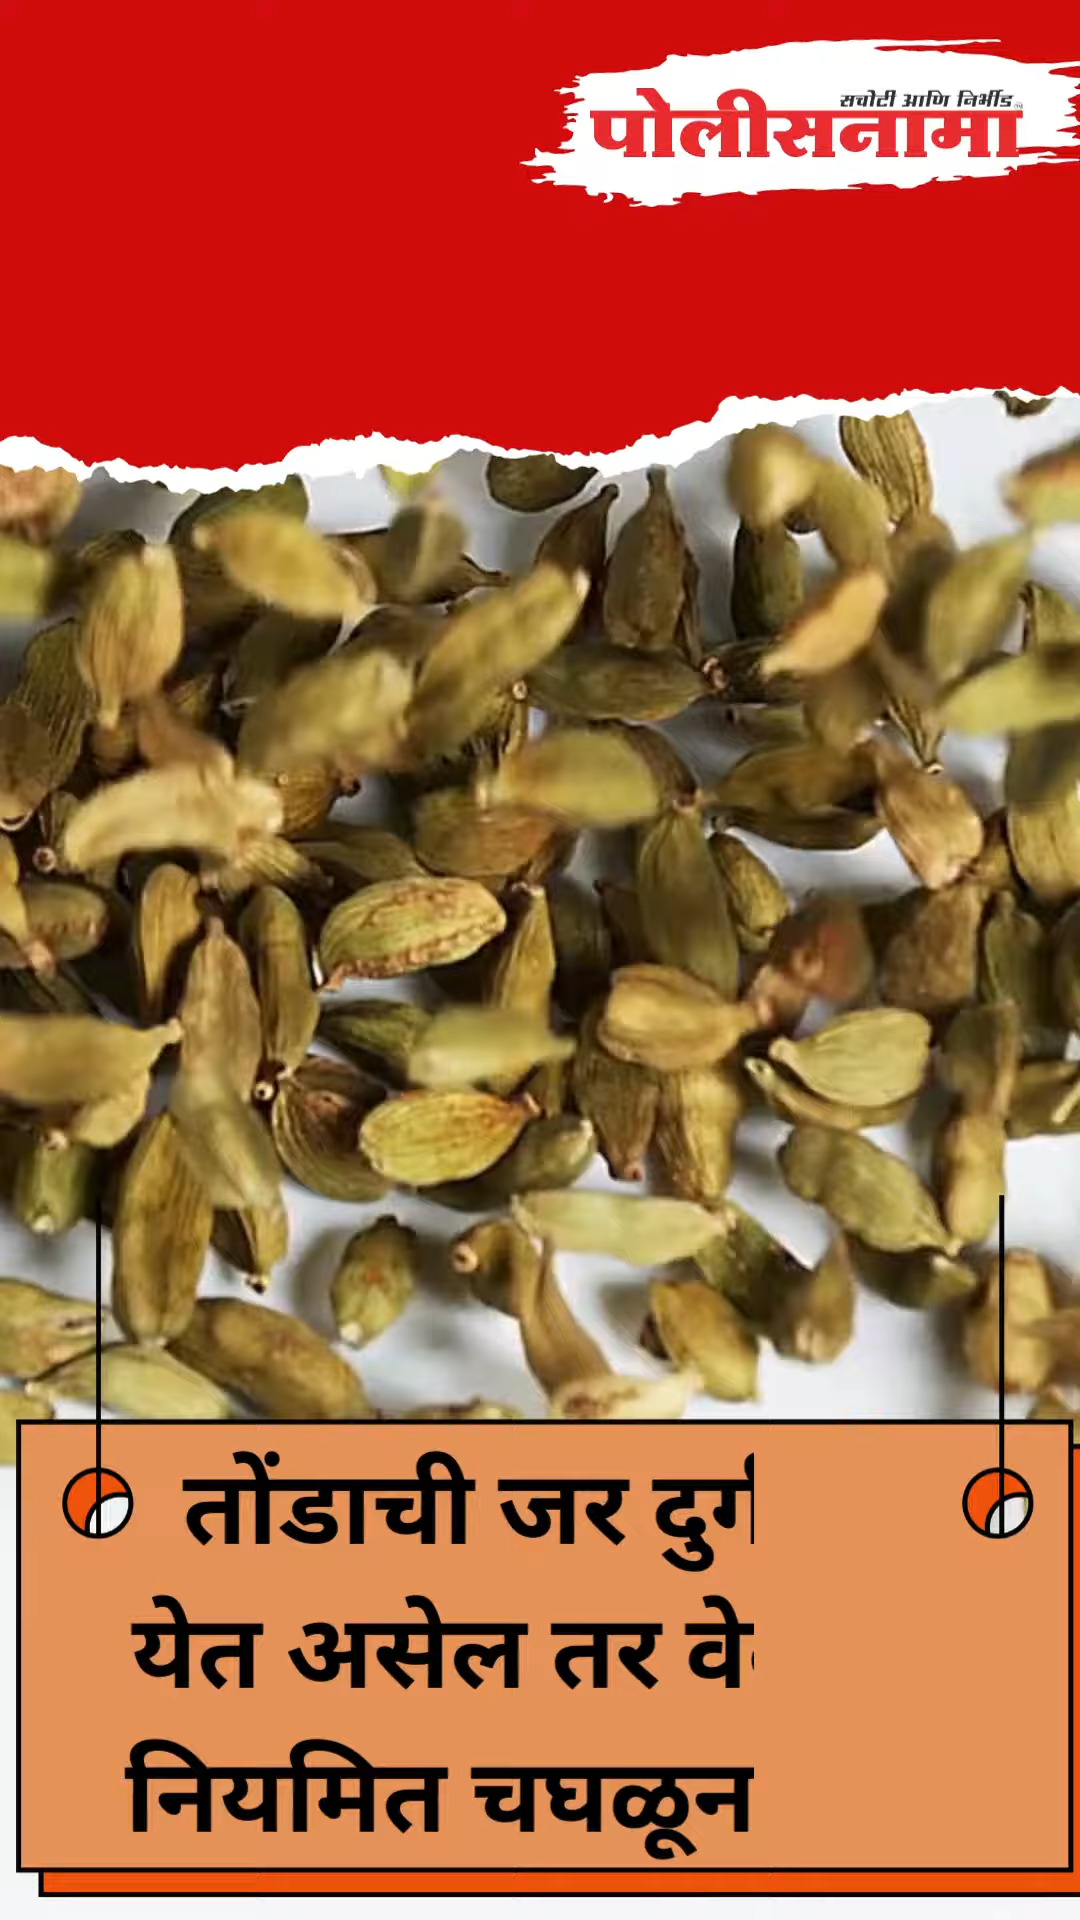 सचोटी आणि निर्भीड
पोलीसनामा
तोंडाची जर
येत असेल तर
नियमित चघळून